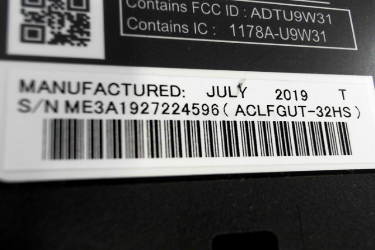 Contains FCC ID : ADTU9W31
Contains IC : 1178A-U9W31
MANUFACTURED: JULY 2019 T
S/N ME3A1927224596( ACLFGUT-32HS )